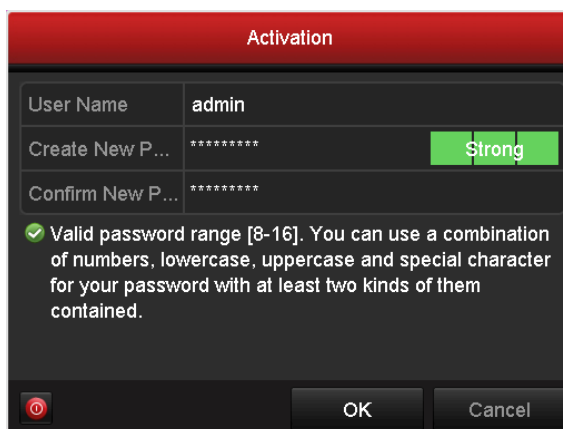 Activation
User Name admin
Create New P... ********* Strong
Confirm New P... *********
Valid password range [8-16]. You can use a combination
of numbers, lowercase, uppercase and special character
for your password with at least two kinds of them
contained.
OK Cancel